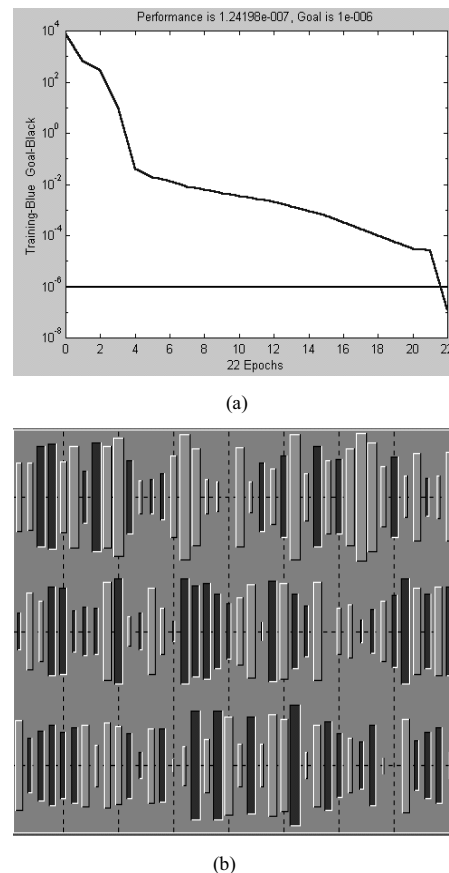 Performance is 1.24198e-007, Goal is 1e-006
Training-Blue Goal-Black
10^4
10^2
10^0
10^-2
10^-4
10^-6
10^-8
0 2 4 6 8 10 12 14 16 18 20 22
22 Epochs
(a)
(b)